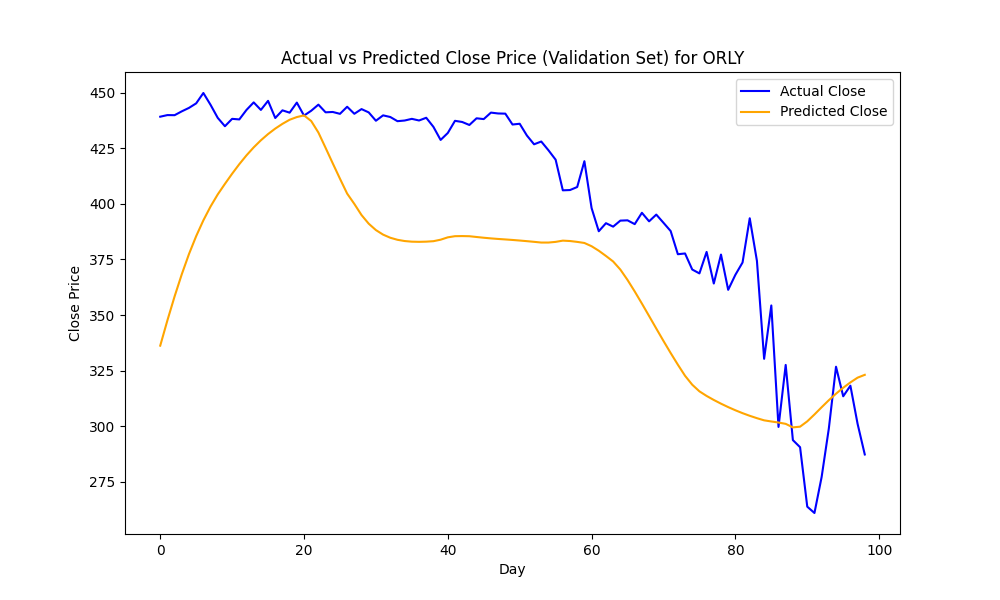 Actual vs Predicted Close Price (Validation Set) for ORLY
Actual Close
Predicted Close
450
425
400
375
350
325
300
275
Close Price
0 20 40 60 80 100
Day